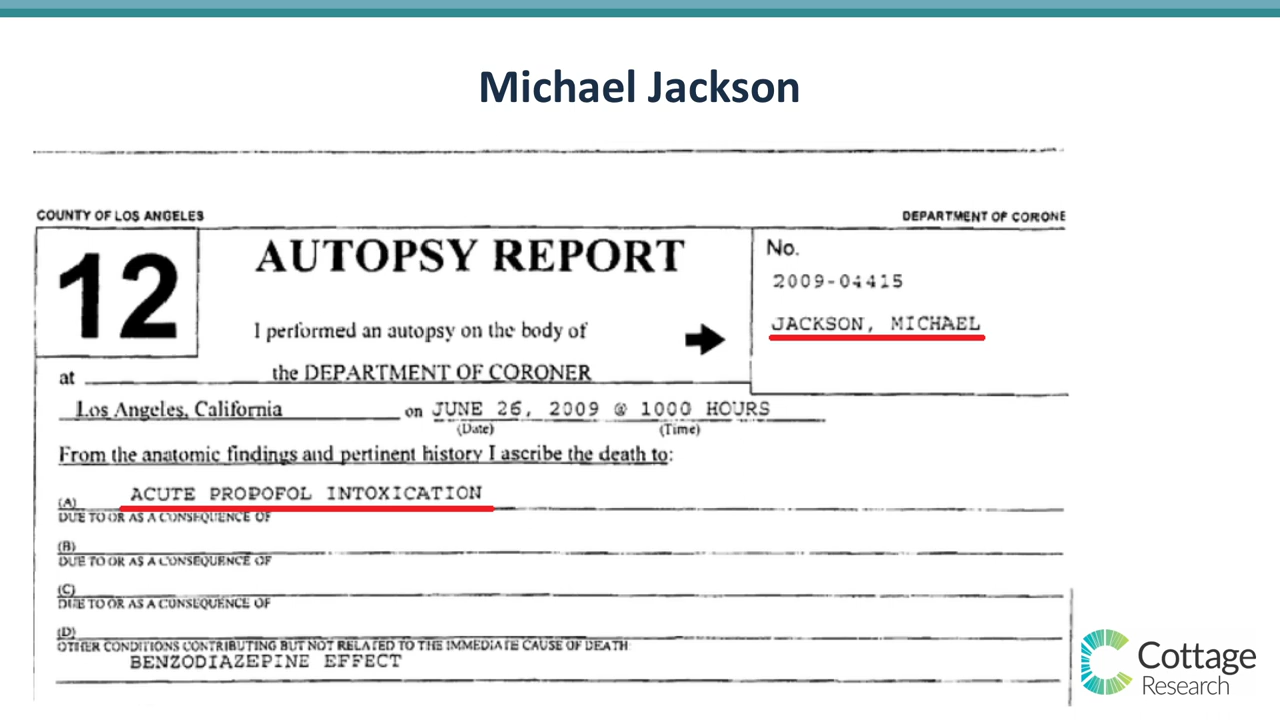 Michael Jackson
COUNTY OF LOS ANGELES
DEPARTMENT OF CORONE
12
AUTOPSY REPORT
No.
2009-04415
JACKSON, MICHAEL
I performed an autopsy on the body of
at the DEPARTMENT OF CORONER
Los Angeles, California on JUNE 26, 2009 @ 1000 HOURS
(Date) (Time)
From the anatomic findings and pertinent history I ascribe the death to:
(A) ACUTE PROPOFOL INTOXICATION
DUE TO OR AS A CONSEQUENCE OF
(B)
DUE TO OR AS A CONSEQUENCE OF
(C)
DUE TO OR AS A CONSEQUENCE OF
(D)
OTHER CONDITIONS CONTRIBUTING BUT NOT RELATED TO THE IMMEDIATE CAUSE OF DEATH:
BENZODIAZEPINE EFFECT
Cottage
Research